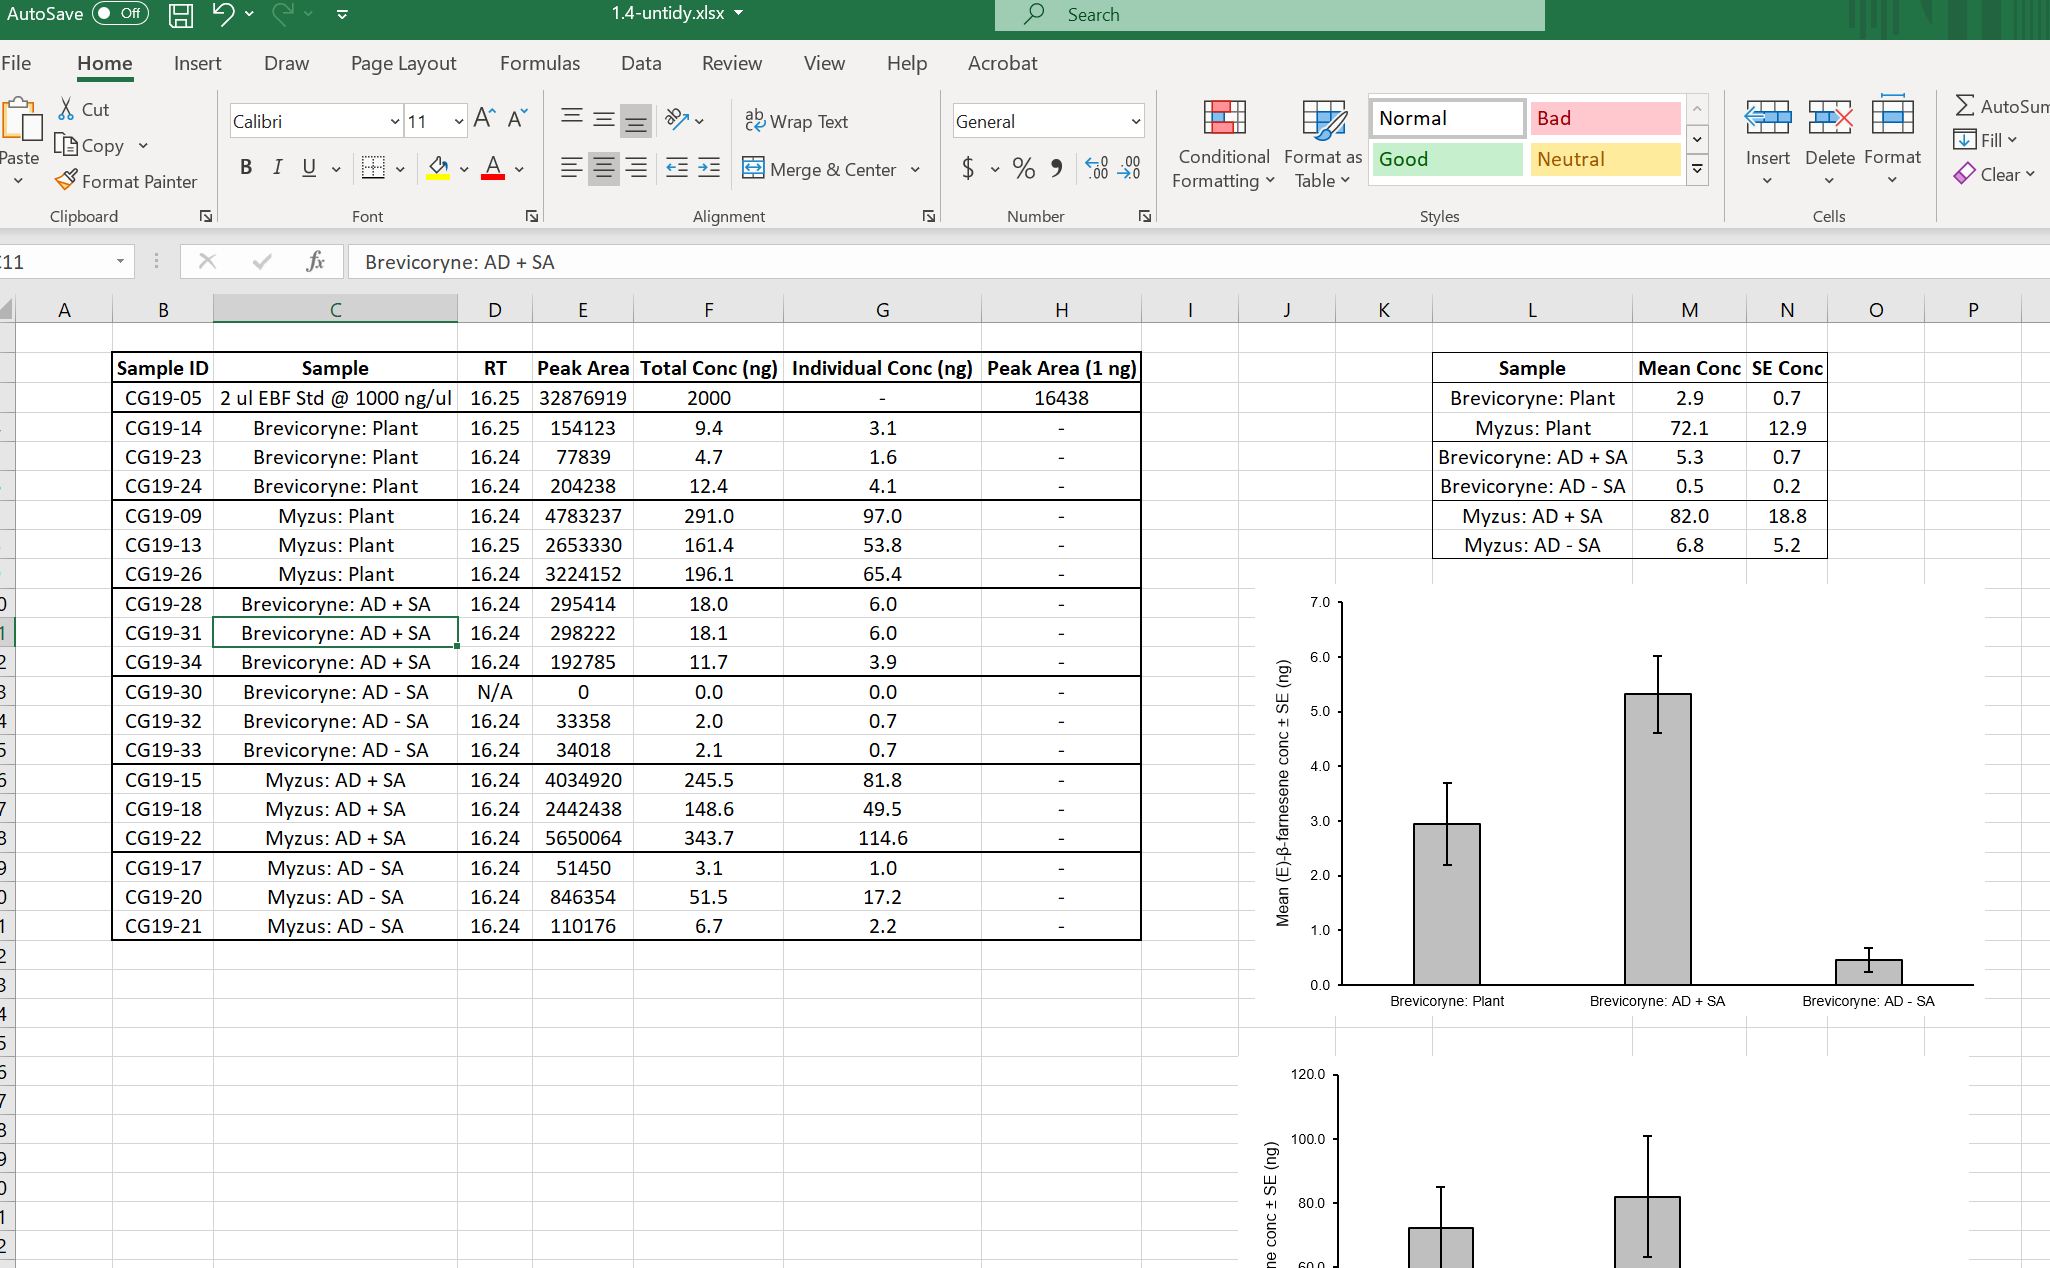 AutoSave Off 1.4-untidy.xlsx Search
File Home Insert Draw Page Layout Formulas Data Review View Help Acrobat
Cut
Copy
Paste
Format Painter
Clipboard
Calibri 11
B I U
Font
Wrap Text
Merge & Center
Alignment
General
$ % 9 .00 .00
Number
Conditional Formatting
Format as Table
Normal Bad
Good Neutral
Styles
Insert Delete Format
Cells
AutoSum
Fill
Clear
11 fx Brevicoryne: AD + SA
A B C D E F G H I J K L M N O P
Sample ID Sample RT Peak Area Total Conc (ng) Individual Conc (ng) Peak Area (1 ng)
CG19-05 2 ul EBF Std @ 1000 ng/ul 16.25 32876919 2000 - 16438
CG19-14 Brevicoryne: Plant 16.25 154123 9.4 3.1 -
CG19-23 Brevicoryne: Plant 16.24 77839 4.7 1.6 -
CG19-24 Brevicoryne: Plant 16.24 204238 12.4 4.1 -
CG19-09 Myzus: Plant 16.24 4783237 291.0 97.0 -
CG19-13 Myzus: Plant 16.25 2653330 161.4 53.8 -
CG19-26 Myzus: Plant 16.24 3224152 196.1 65.4 -
CG19-28 Brevicoryne: AD + SA 16.24 295414 18.0 6.0 -
CG19-31 Brevicoryne: AD + SA 16.24 298222 18.1 6.0 -
CG19-34 Brevicoryne: AD + SA 16.24 192785 11.7 3.9 -
CG19-30 Brevicoryne: AD - SA N/A 0 0.0 0.0 -
CG19-32 Brevicoryne: AD - SA 16.24 33358 2.0 0.7 -
CG19-33 Brevicoryne: AD - SA 16.24 34018 2.1 0.7 -
CG19-15 Myzus: AD + SA 16.24 4034920 245.5 81.8 -
CG19-18 Myzus: AD + SA 16.24 2442438 148.6 49.5 -
CG19-22 Myzus: AD + SA 16.24 5650064 343.7 114.6 -
CG19-17 Myzus: AD - SA 16.24 51450 3.1 1.0 -
CG19-20 Myzus: AD - SA 16.24 846354 51.5 17.2 -
CG19-21 Myzus: AD - SA 16.24 110176 6.7 2.2 -
Sample Mean Conc SE Conc
Brevicoryne: Plant 2.9 0.7
Myzus: Plant 72.1 12.9
Brevicoryne: AD + SA 5.3 0.7
Brevicoryne: AD - SA 0.5 0.2
Myzus: AD + SA 82.0 18.8
Myzus: AD - SA 6.8 5.2
Mean (E)-β-farnesene conc ± SE (ng)
7.0
6.0
5.0
4.0
3.0
2.0
1.0
0.0
Brevicoryne: Plant Brevicoryne: AD + SA Brevicoryne: AD - SA
ne conc ± SE (ng)
120.0
100.0
80.0
60.0